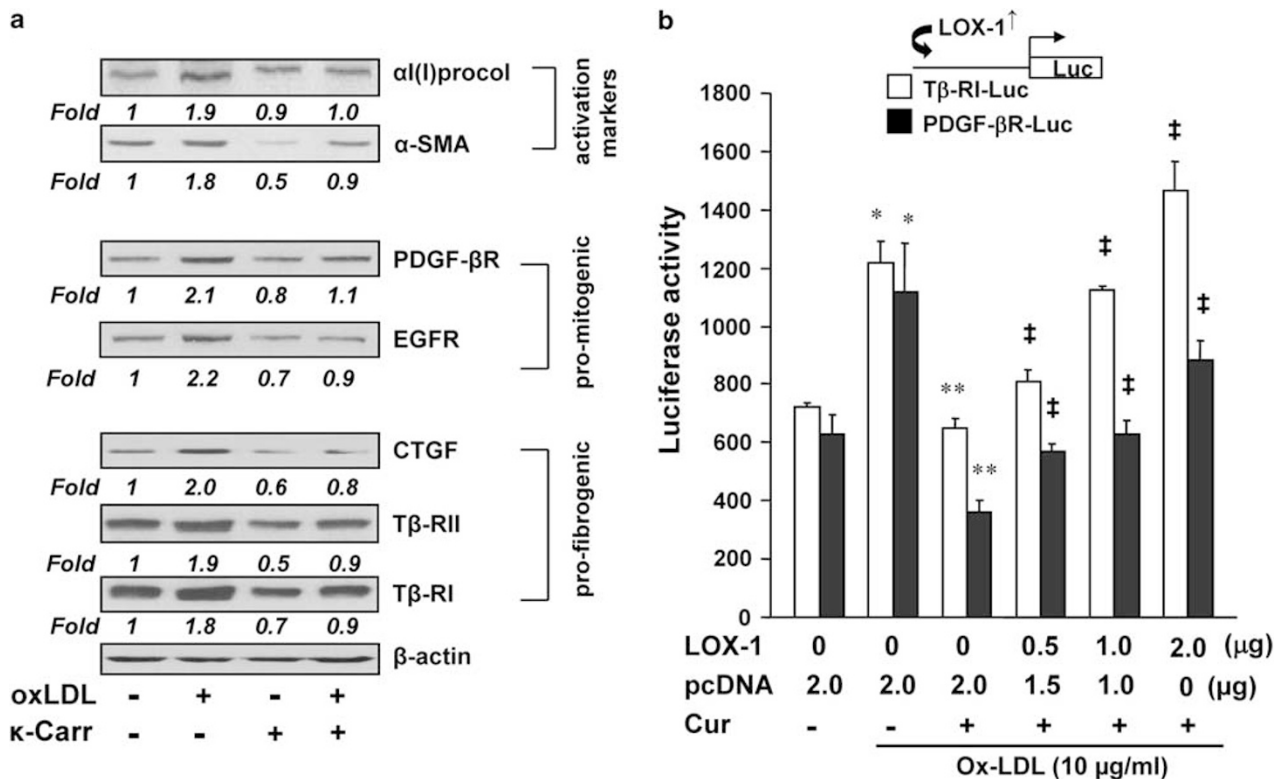 a
αI(I)procol
Fold 1 1.9 0.9 1.0
α-SMA
Fold 1 1.8 0.5 0.9
activation markers
PDGF-βR
Fold 1 2.1 0.8 1.1
EGFR
Fold 1 2.2 0.7 0.9
pro-mitogenic
CTGF
Fold 1 2.0 0.6 0.8
Tβ-RII
Fold 1 1.9 0.5 0.9
Tβ-RI
Fold 1 1.8 0.7 0.9
pro-fibrogenic
β-actin
oxLDL - + - +
κ-Carr - - + +
b
LOX-1↑
Luc
Tβ-RI-Luc
PDGF-βR-Luc
Luciferase activity
1800
1600
1400
1200
1000
800
600
400
200
0
* *
** **
‡ ‡
‡ ‡
‡ ‡
LOX-1 0 0 0 0.5 1.0 2.0 (μg)
pcDNA 2.0 2.0 2.0 1.5 1.0 0 (μg)
Cur - - + + + +
Ox-LDL (10 μg/ml)